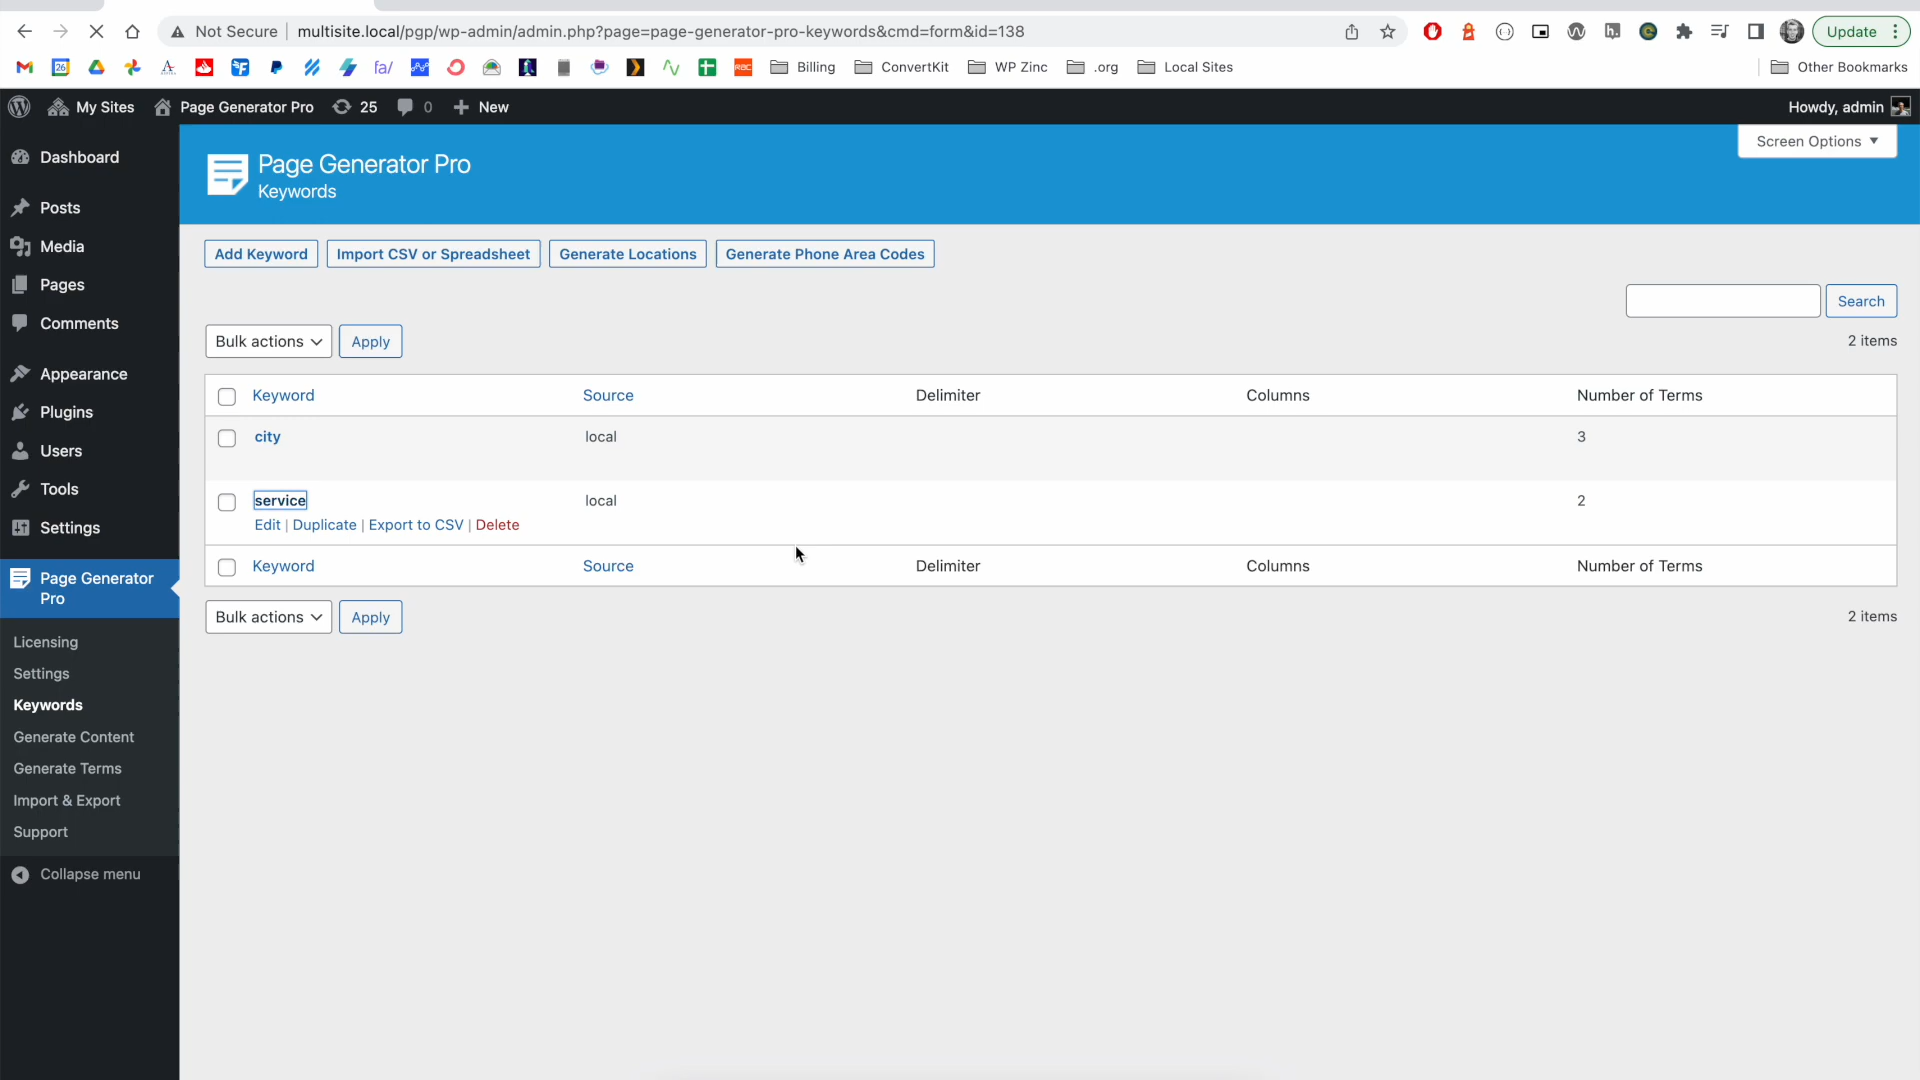 Not Secure
multisite.local/pgp/wp-admin/admin.php?page=page-generator-pro-keywords&cmd=form&id=138
Update
26
fa/
Billing
ConvertKit
WP Zinc
.org
Local Sites
Other Bookmarks
My Sites
Page Generator Pro
25
0
New
Howdy, admin
Dashboard
Posts
Media
Pages
Comments
Appearance
Plugins
Users
Tools
Settings
Page Generator
Pro
Licensing
Settings
Keywords
Generate Content
Generate Terms
Import & Export
Support
Collapse menu
Page Generator Pro
Keywords
Screen Options
Add Keyword
Import CSV or Spreadsheet
Generate Locations
Generate Phone Area Codes
Search
Bulk actions
Apply
2 items
Keyword Source Delimiter Columns Number of Terms
city local 3
service local 2
Edit | Duplicate | Export to CSV | Delete
Keyword Source Delimiter Columns Number of Terms
Bulk actions
Apply
2 items